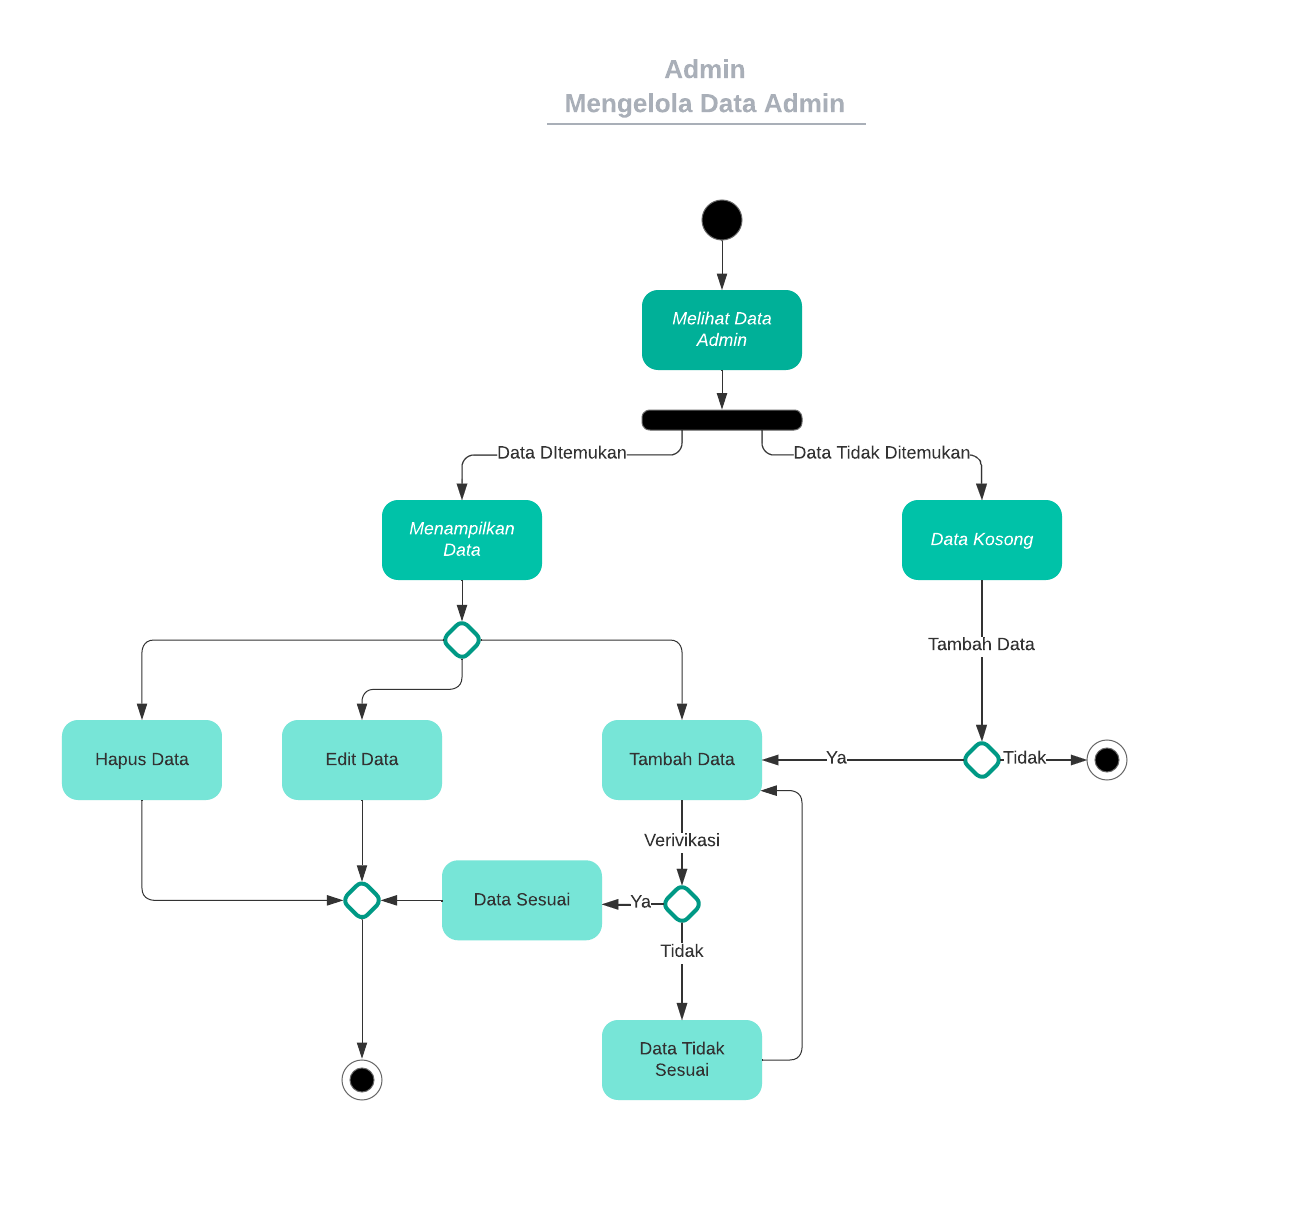 Admin
Mengelola Data Admin
Melihat Data
Admin
Data DItemukan
Data Tidak Ditemukan
Menampilkan
Data
Data Kosong
Tambah Data
Hapus Data
Edit Data
Tambah Data
Ya
Tidak
Verivikasi
Data Sesuai
Ya
Tidak
Data Tidak
Sesuai